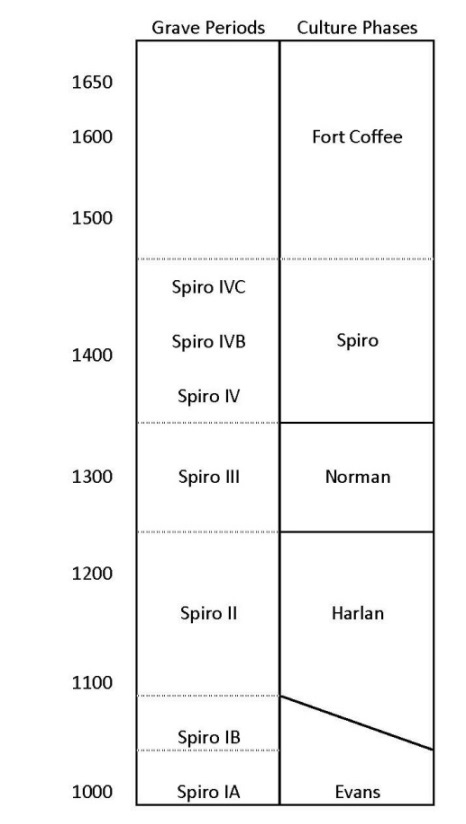 Grave Periods Culture Phases
1650
1600 Fort Coffee
1500
Spiro IVC
Spiro IVB Spiro
1400
Spiro IV
1300 Spiro III Norman
1200
Spiro II Harlan
1100
Spiro IB
1000 Spiro IA Evans